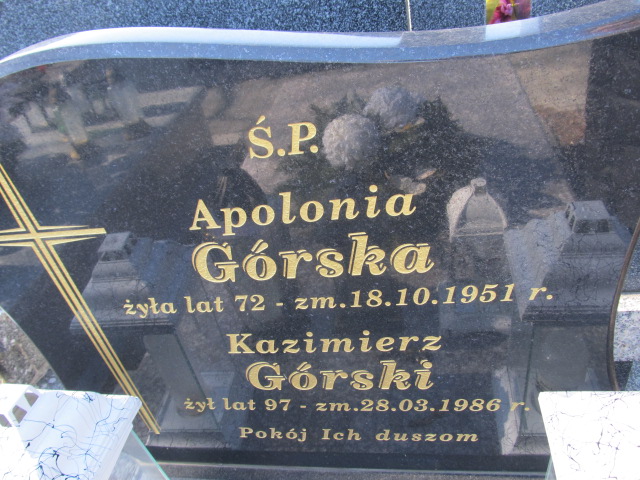 Ś.P.
Apolonia
Górska
żyła lat 72 - zm.18.10.1951 r.
Kazimierz
Górski
żył lat 97 - zm.28.03.1986 r.
Pokój Ich duszom